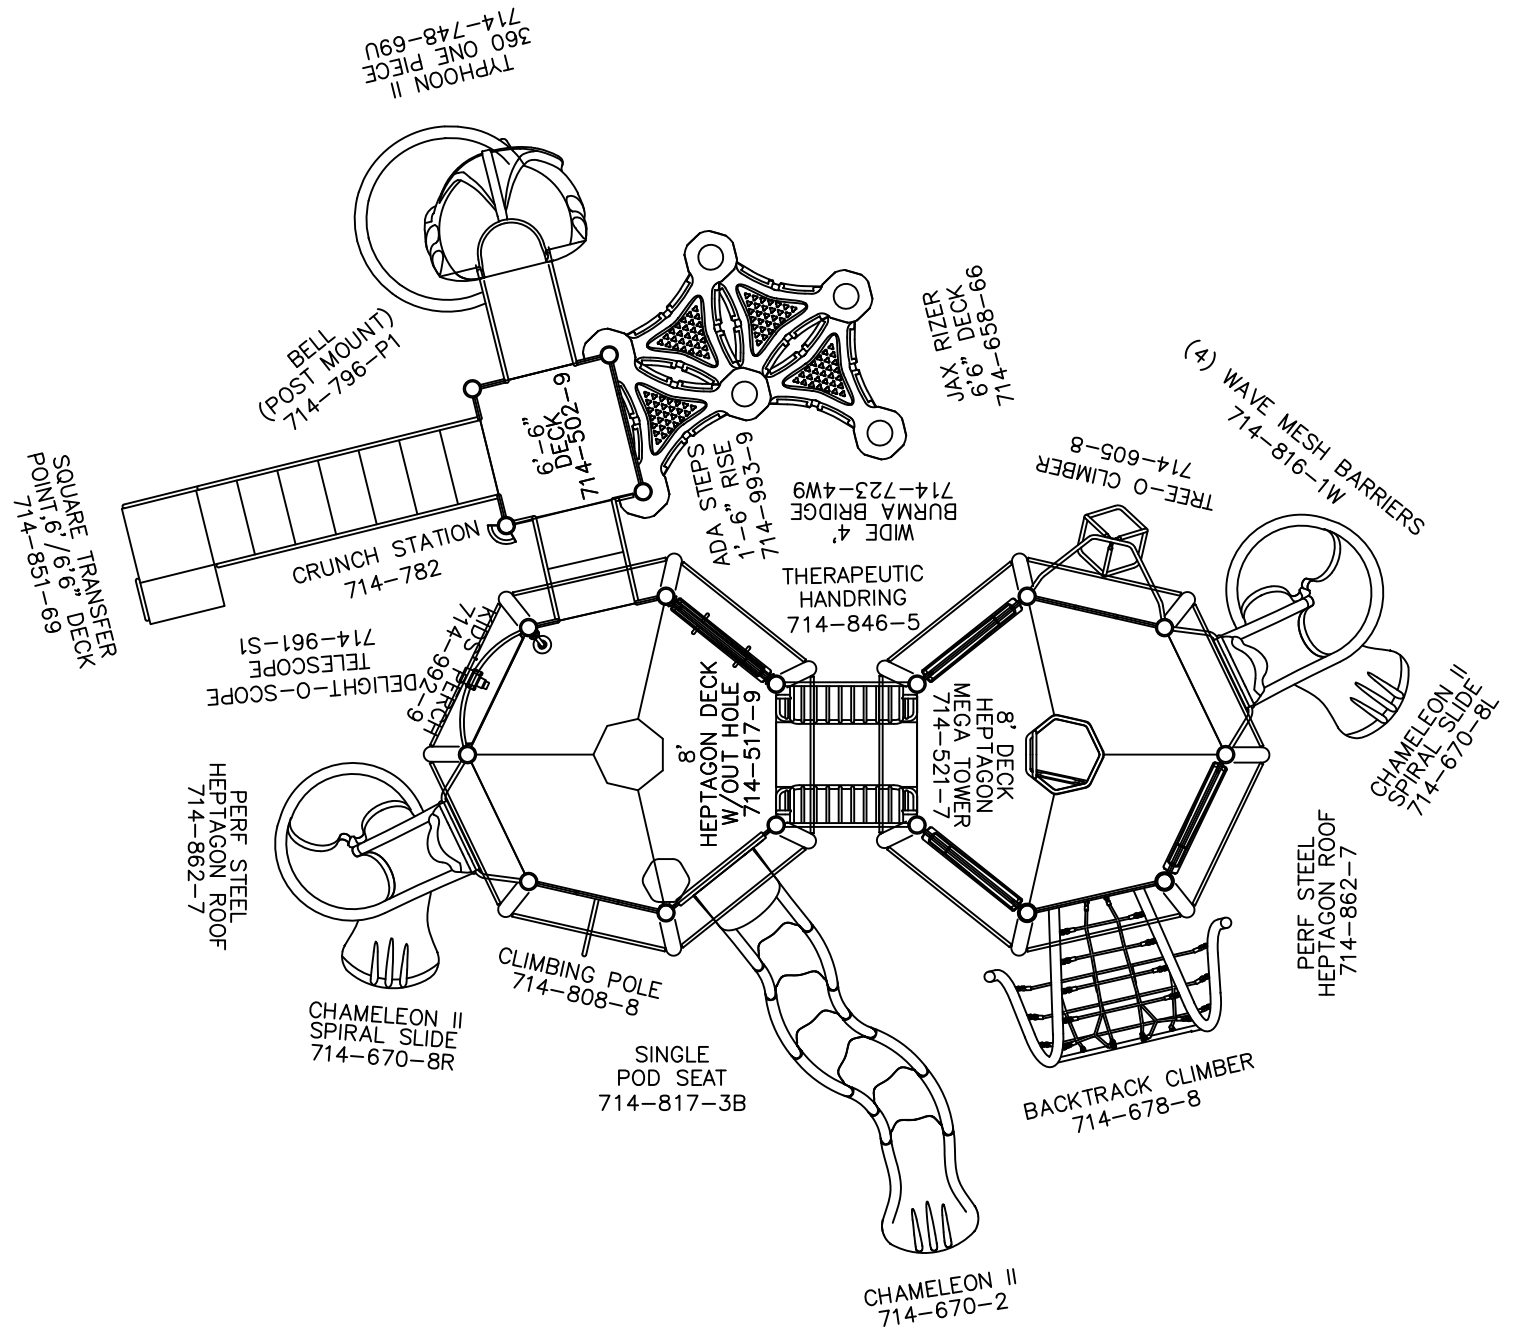 TYPHOON II
360 ONE PIECE
714-748-69U
BELL
(POST MOUNT)
714-796-P1
JAX RIZER
6'6" DECK
714-658-66
(4) WAVE MESH BARRIERS
714-816-1W
TREE-O CLIMBER
714-605-8
6'-6"
DECK
714-502-9
ADA STEPS
1'-6" RISE
714-993-9
WIDE 4'
BURMA BRIDGE
714-723-4W9
SQUARE TRANSFER
POINT,6'/6'6" DECK
714-851-69
CRUNCH STATION
714-782
THERAPEUTIC
HANDRING
714-846-5
DELIGHT-O-SCOPE
TELESCOPE
714-961-S1
KID'S PERCH
714-992-9
8'
HEPTAGON DECK
W/OUT HOLE
714-517-9
8' DECK
HEPTAGON
MEGA TOWER
714-521-7
CHAMELEON II
SPIRAL SLIDE
714-670-8L
PERF STEEL
HEPTAGON ROOF
714-862-7
PERF STEEL
HEPTAGON ROOF
714-862-7
CLIMBING POLE
714-808-8
CHAMELEON II
SPIRAL SLIDE
714-670-8R
SINGLE
POD SEAT
714-817-3B
BACKTRACK CLIMBER
714-678-8
CHAMELEON II
714-670-2